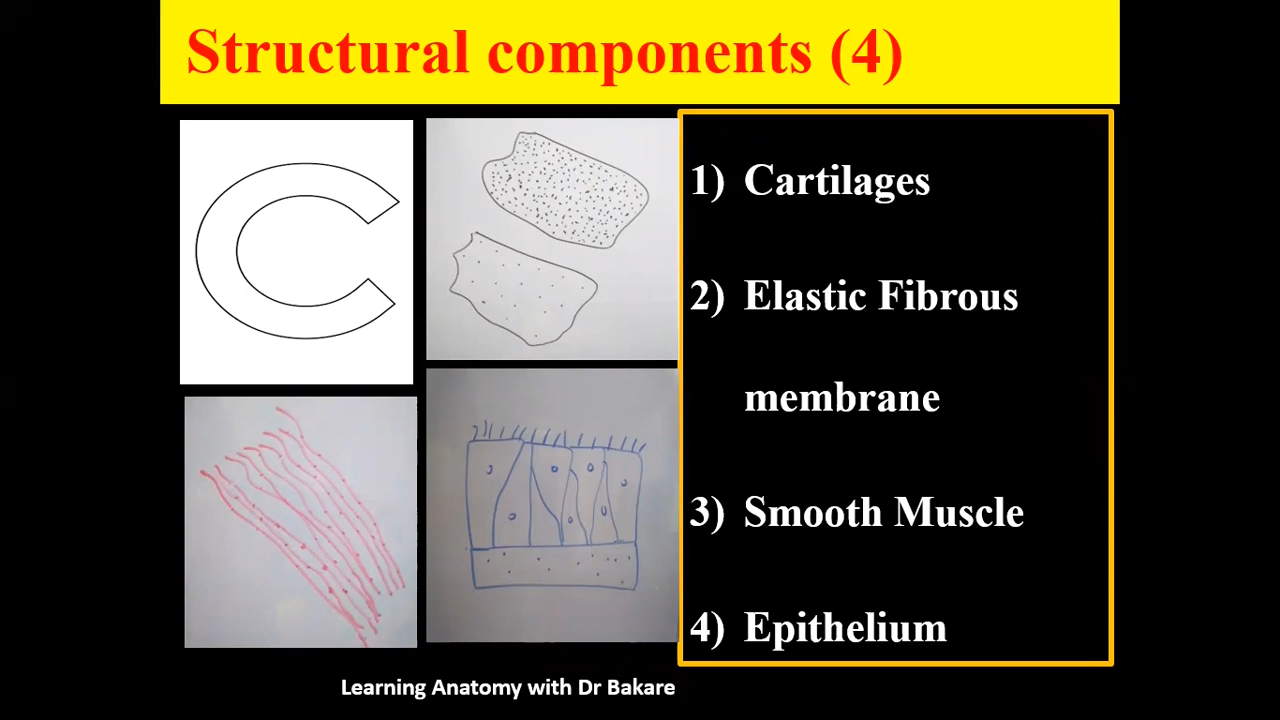 Structural components (4)
1) Cartilages
2) Elastic Fibrous
membrane
3) Smooth Muscle
4) Epithelium
Learning Anatomy with Dr Bakare